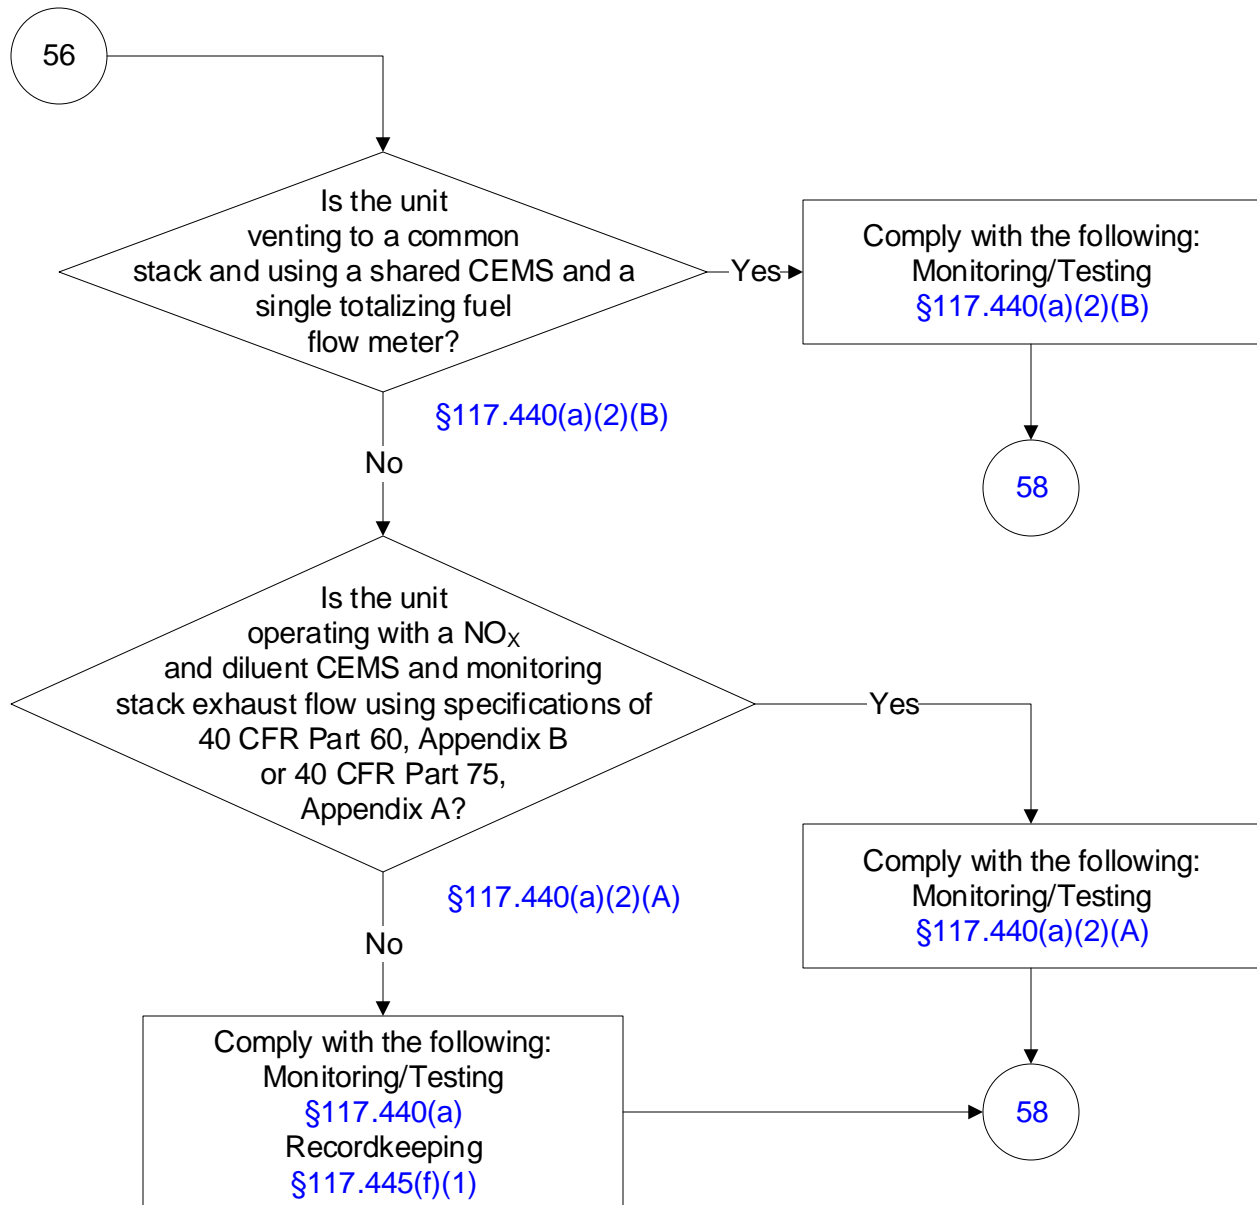 56
Is the unit
venting to a common
stack and using a shared CEMS and a
single totalizing fuel
flow meter?
Yes
Comply with the following:
Monitoring/Testing
§117.440(a)(2)(B)
§117.440(a)(2)(B)
No
58
Is the unit
operating with a NOX
and diluent CEMS and monitoring
stack exhaust flow using specifications of
40 CFR Part 60, Appendix B
or 40 CFR Part 75,
Appendix A?
Yes
Comply with the following:
Monitoring/Testing
§117.440(a)(2)(A)
§117.440(a)(2)(A)
No
Comply with the following:
Monitoring/Testing
§117.440(a)
Recordkeeping
§117.445(f)(1)
58